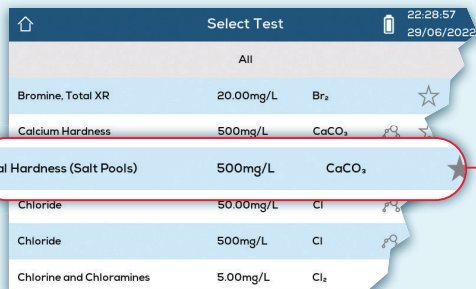 Select Test
22:28:57
29/06/2022
All
Bromine, Total XR 20.00mg/L Br₂
Calcium Hardness 500mg/L CaCO₃
Hardness (Salt Pools) 500mg/L CaCO₃
Chloride 50.00mg/L Cl
Chloride 500mg/L Cl
Chlorine and Chloramines 5.00mg/L Cl₂